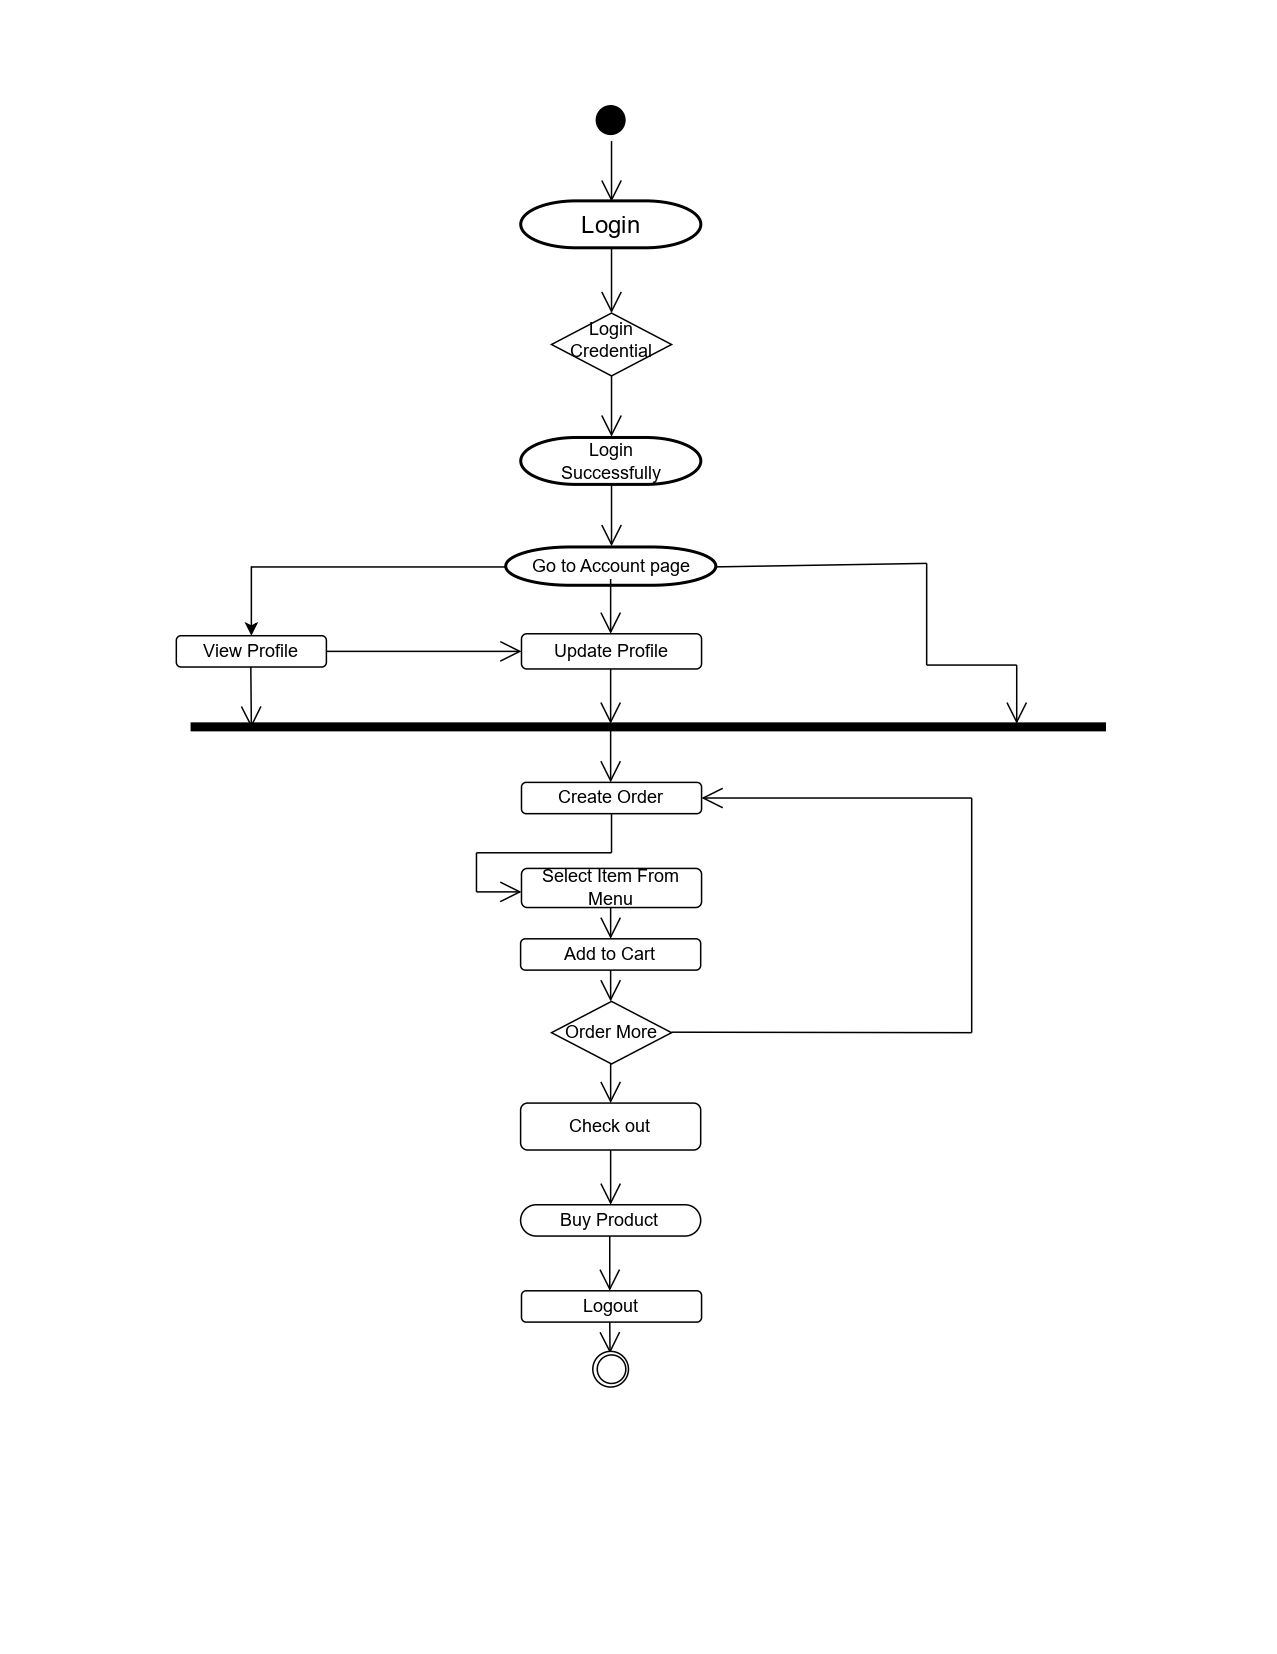 Login
Login
Credential
Login
Successfully
Go to Account page
View Profile
Update Profile
Create Order
Select Item From
Menu
Add to Cart
Order More
Check out
Buy Product
Logout